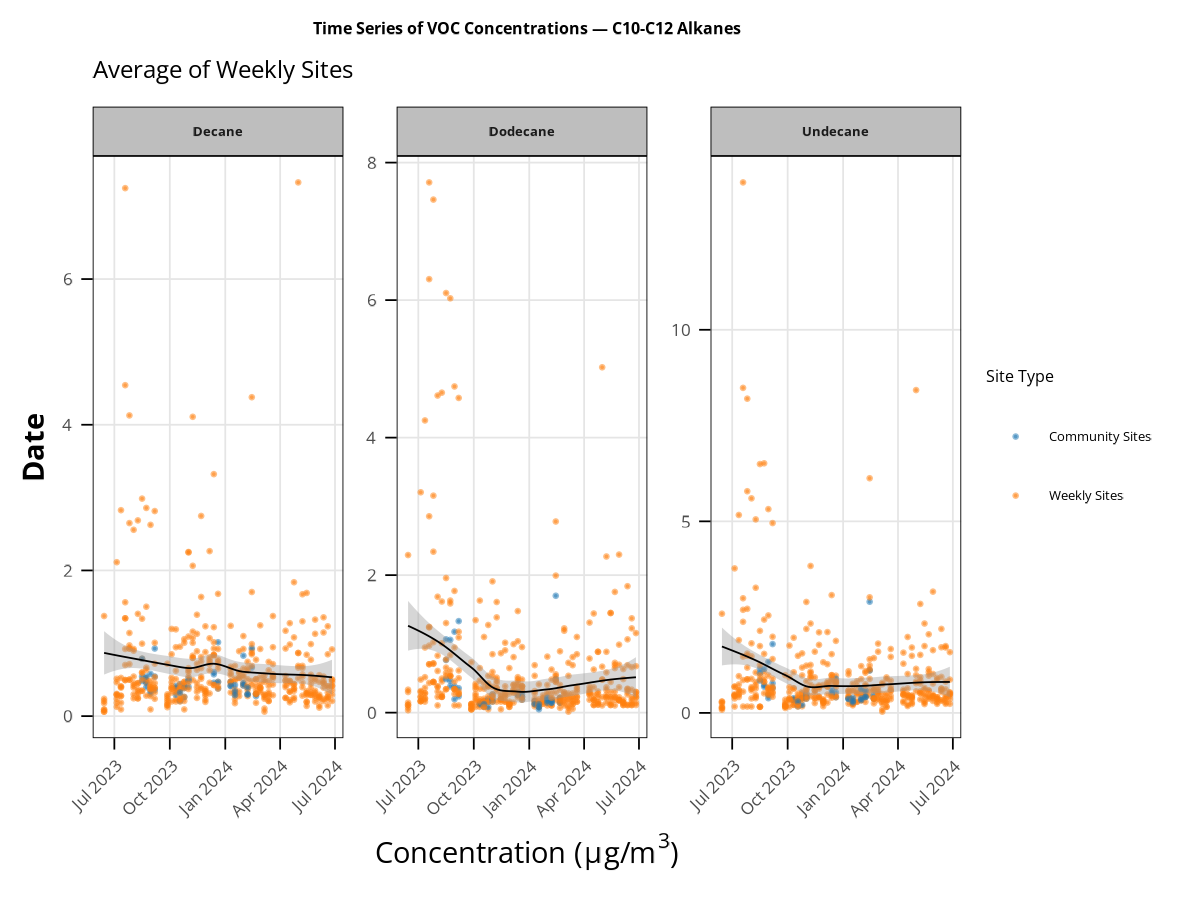 Time Series of VOC Concentrations — C10-C12 Alkanes
Average of Weekly Sites
Decane
Dodecane
Undecane
Date
6
4
2
0
8
6
4
2
0
10
5
0
Jul 2023
Oct 2023
Jan 2024
Apr 2024
Jul 2024
Jul 2023
Oct 2023
Jan 2024
Apr 2024
Jul 2024
Jul 2023
Oct 2023
Jan 2024
Apr 2024
Jul 2024
Concentration (µg/m³)
Site Type
Community Sites
Weekly Sites